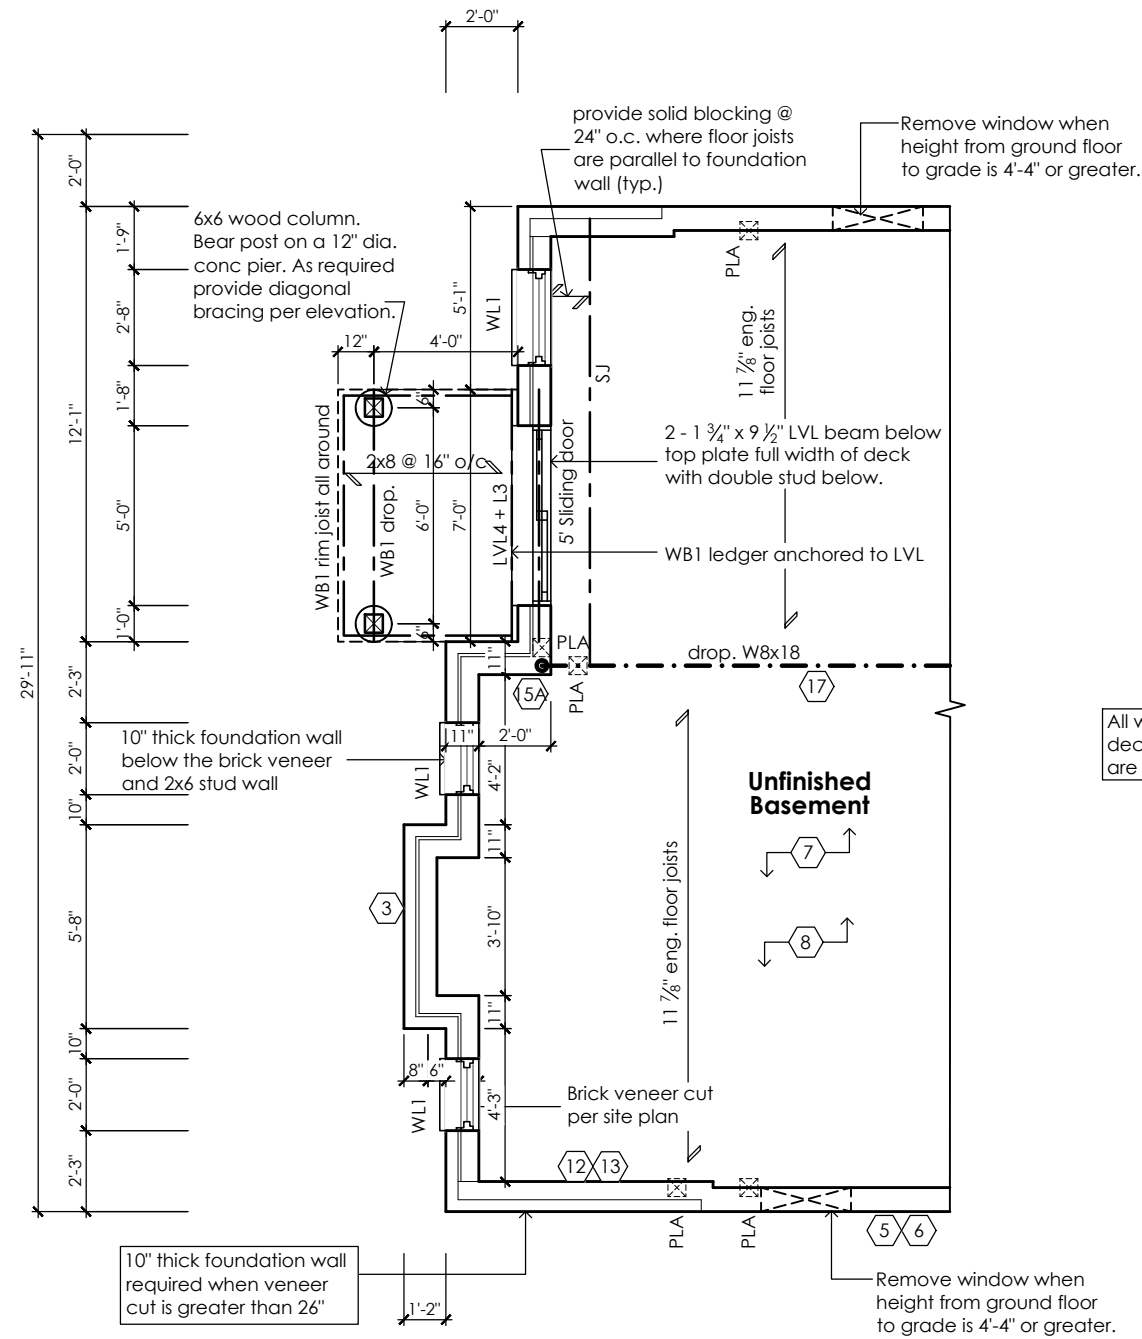 2'-0"
provide solid blocking @
24" o.c. where floor joists
are parallel to foundation
wall (typ.)
Remove window when
height from ground floor
to grade is 4'-4" or greater.
6x6 wood column.
Bear post on a 12" dia.
conc pier. As required
provide diagonal
bracing per elevation.
2'-0"
12'-1"
29'-11"
1'-9"
2'-8"
1'-8"
5'-0"
1'-0"
5'-1"
WL1
12"
4'-0"
PLA
11 7/8" eng.
floor joists
SJ
2x8 @ 16" o/c
WB1 rim joist all around
WB1 drop.
6"
6'-0"
7'-0"
6"
LVL4 + L3
5' Sliding door
2 - 1 3/4" x 9 1/2" LVL beam below
top plate full width of deck
with double stud below.
WB1 ledger anchored to LVL
PLA
drop. W8x18
11"
15A
PLA
17
2'-3"
2'-0"
10"
5'-8"
10"
2'-0"
2'-3"
10" thick foundation wall
below the brick veneer
and 2x6 stud wall
11"
2'-0"
WL1
4'-2"
11"
3'-10"
11"
4'-3"
All w
dec
are
Unfinished
Basement
7
8
3
11 7/8" eng. floor joists
8"
6"
WL1
Brick veneer cut
per site plan
12
13
PLA
PLA
5
6
10" thick foundation wall
required when veneer
cut is greater than 26"
1'-2"
Remove window when
height from ground floor
to grade is 4'-4" or greater.